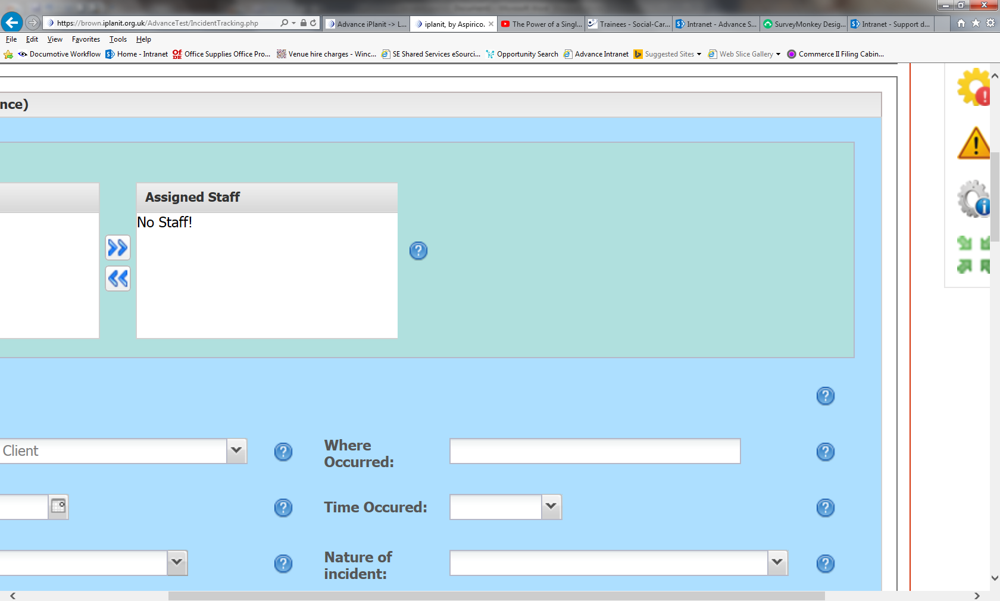 https://brown.iplanit.org.uk/AdvanceTest/IncidentTracking.php
Advance iPlanit -> L...
iplanit, by Aspirico.
The Power of a Singl...
Trainees - Social-Car...
Intranet - Advance S...
SurveyMonkey Desig...
Intranet - Support d...
File Edit View Favorites Tools Help
Documotive Workflow
Home - Intranet
OfDE
Office Supplies Office Pro...
Venue hire charges - Winc...
SE Shared Services eSourci...
Opportunity Search
Advance Intranet
Suggested Sites
Web Slice Gallery
Commerce II Filing Cabin...
nce)
Assigned Staff
No Staff!
Client
Where
Occurred:
Time Occured:
Nature of
incident: